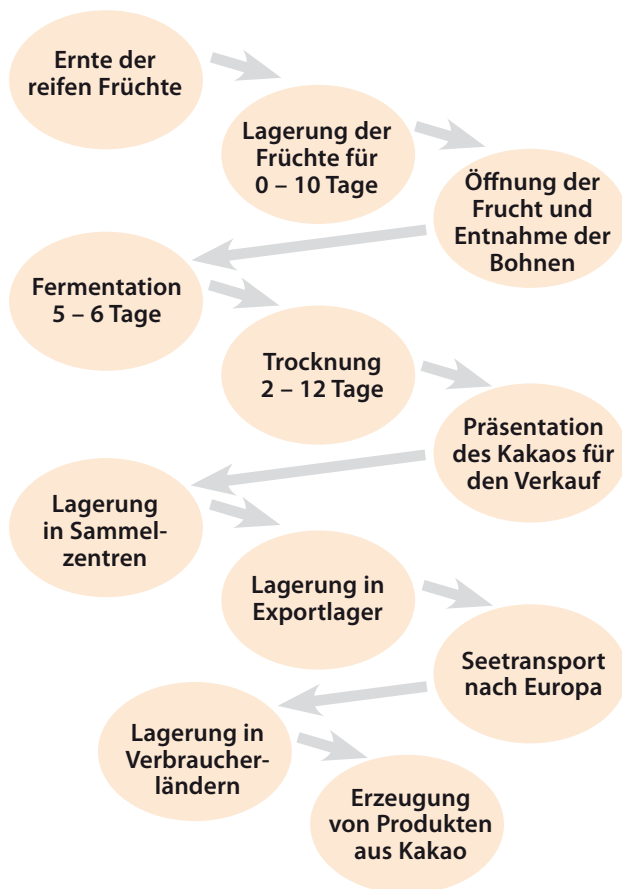 Ernte der
reifen Früchte
Lagerung der
Früchte für
0 – 10 Tage
Öffnung der
Frucht und
Entnahme der
Bohnen
Fermentation
5 – 6 Tage
Trocknung
2 – 12 Tage
Präsentation
des Kakaos für
den Verkauf
Lagerung
in Sammel-
zentren
Lagerung in
Exportlager
Seetransport
nach Europa
Lagerung in
Verbraucher-
ländern
Erzeugung
von Produkten
aus Kakao